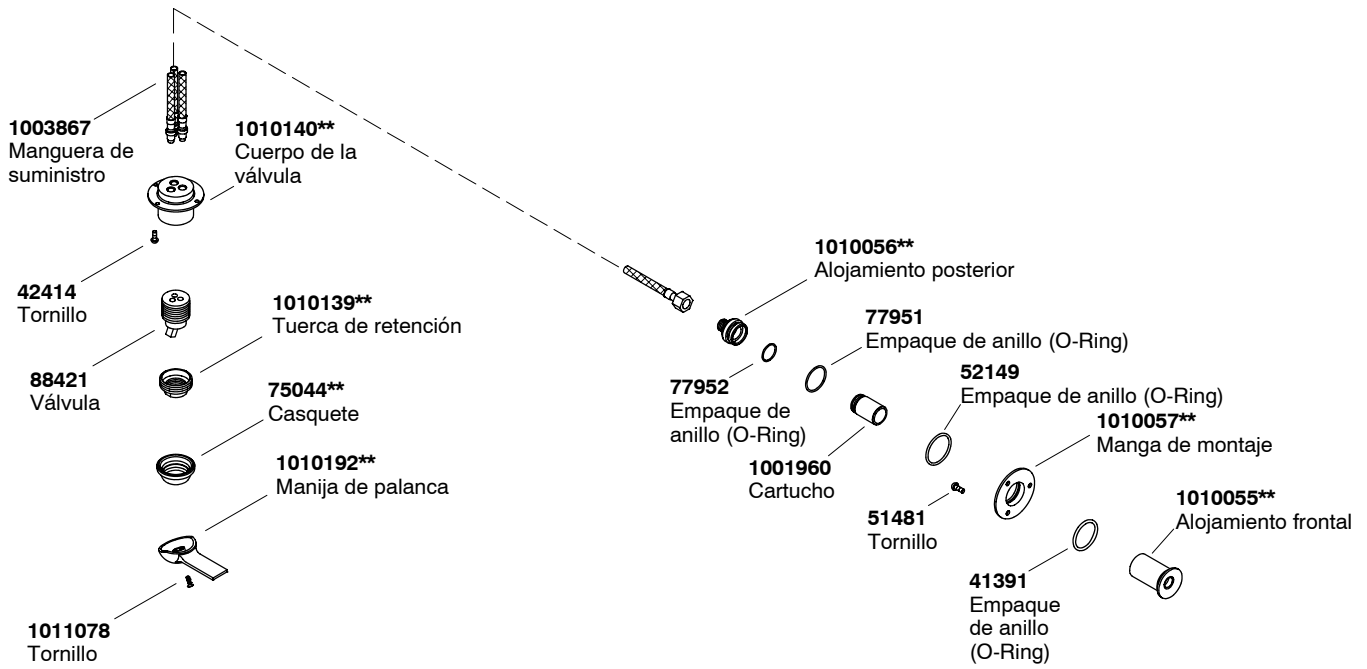 1003867
Manguera de
suministro
1010140**
Cuerpo de la
válvula
42414
Tornillo
1010139**
Tuerca de retención
88421
Válvula
75044**
Casquete
1010192**
Manija de palanca
1011078
Tornillo
1010056**
Alojamiento posterior
77951
Empaque de anillo (O-Ring)
77952
Empaque de
anillo (O-Ring)
52149
Empaque de anillo (O-Ring)
1001960
Cartucho
1010057**
Manga de montaje
51481
Tornillo
1010055**
Alojamiento frontal
41391
Empaque
de anillo
(O-Ring)